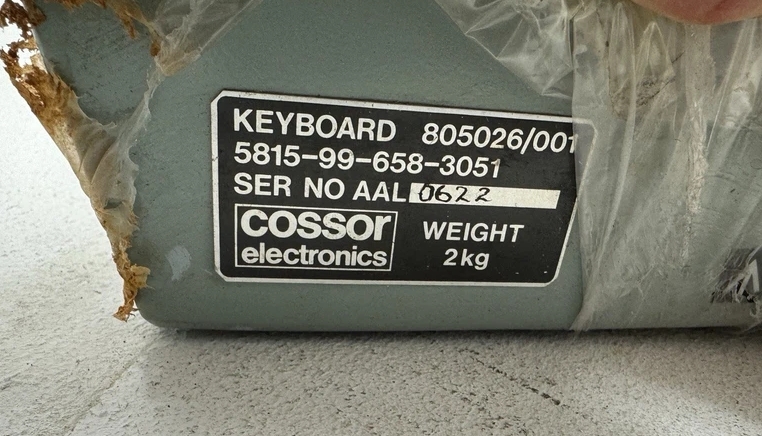 KEYBOARD 805026/001
5815-99-658-3051
SER NO AAL 0622
COSSOR
electronics
WEIGHT
2kg